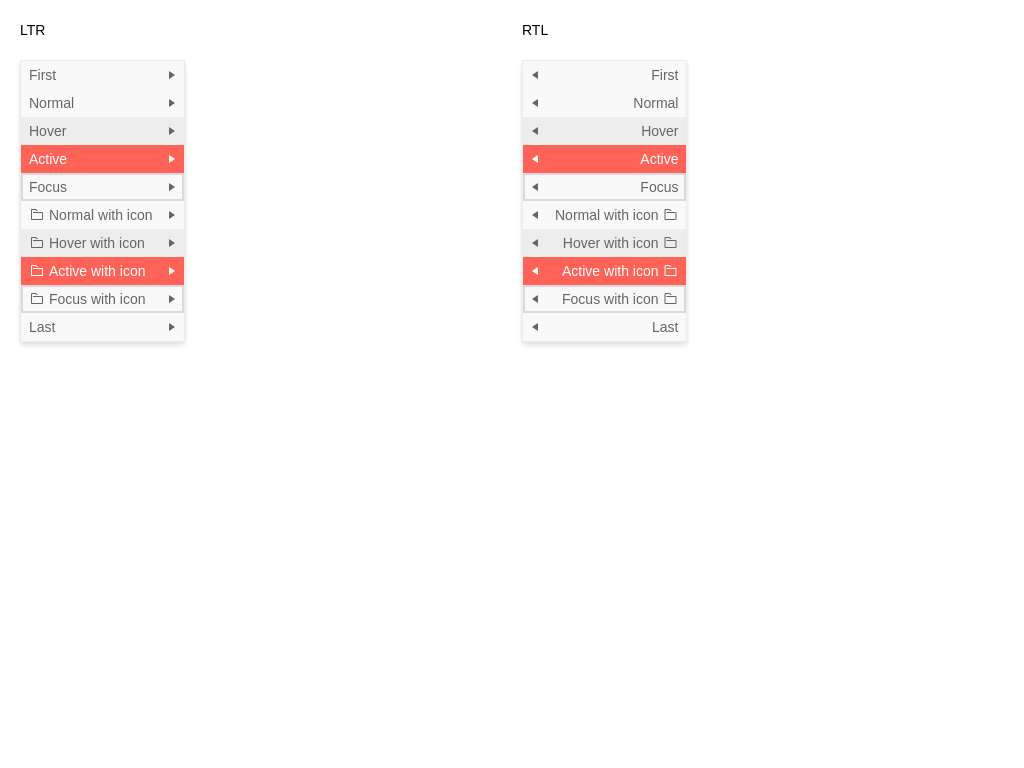 LTR
First
Normal
Hover
Active
Focus
Normal with icon
Hover with icon
Active with icon
Focus with icon
Last
RTL
First
Normal
Hover
Active
Focus
Normal with icon
Hover with icon
Active with icon
Focus with icon
Last